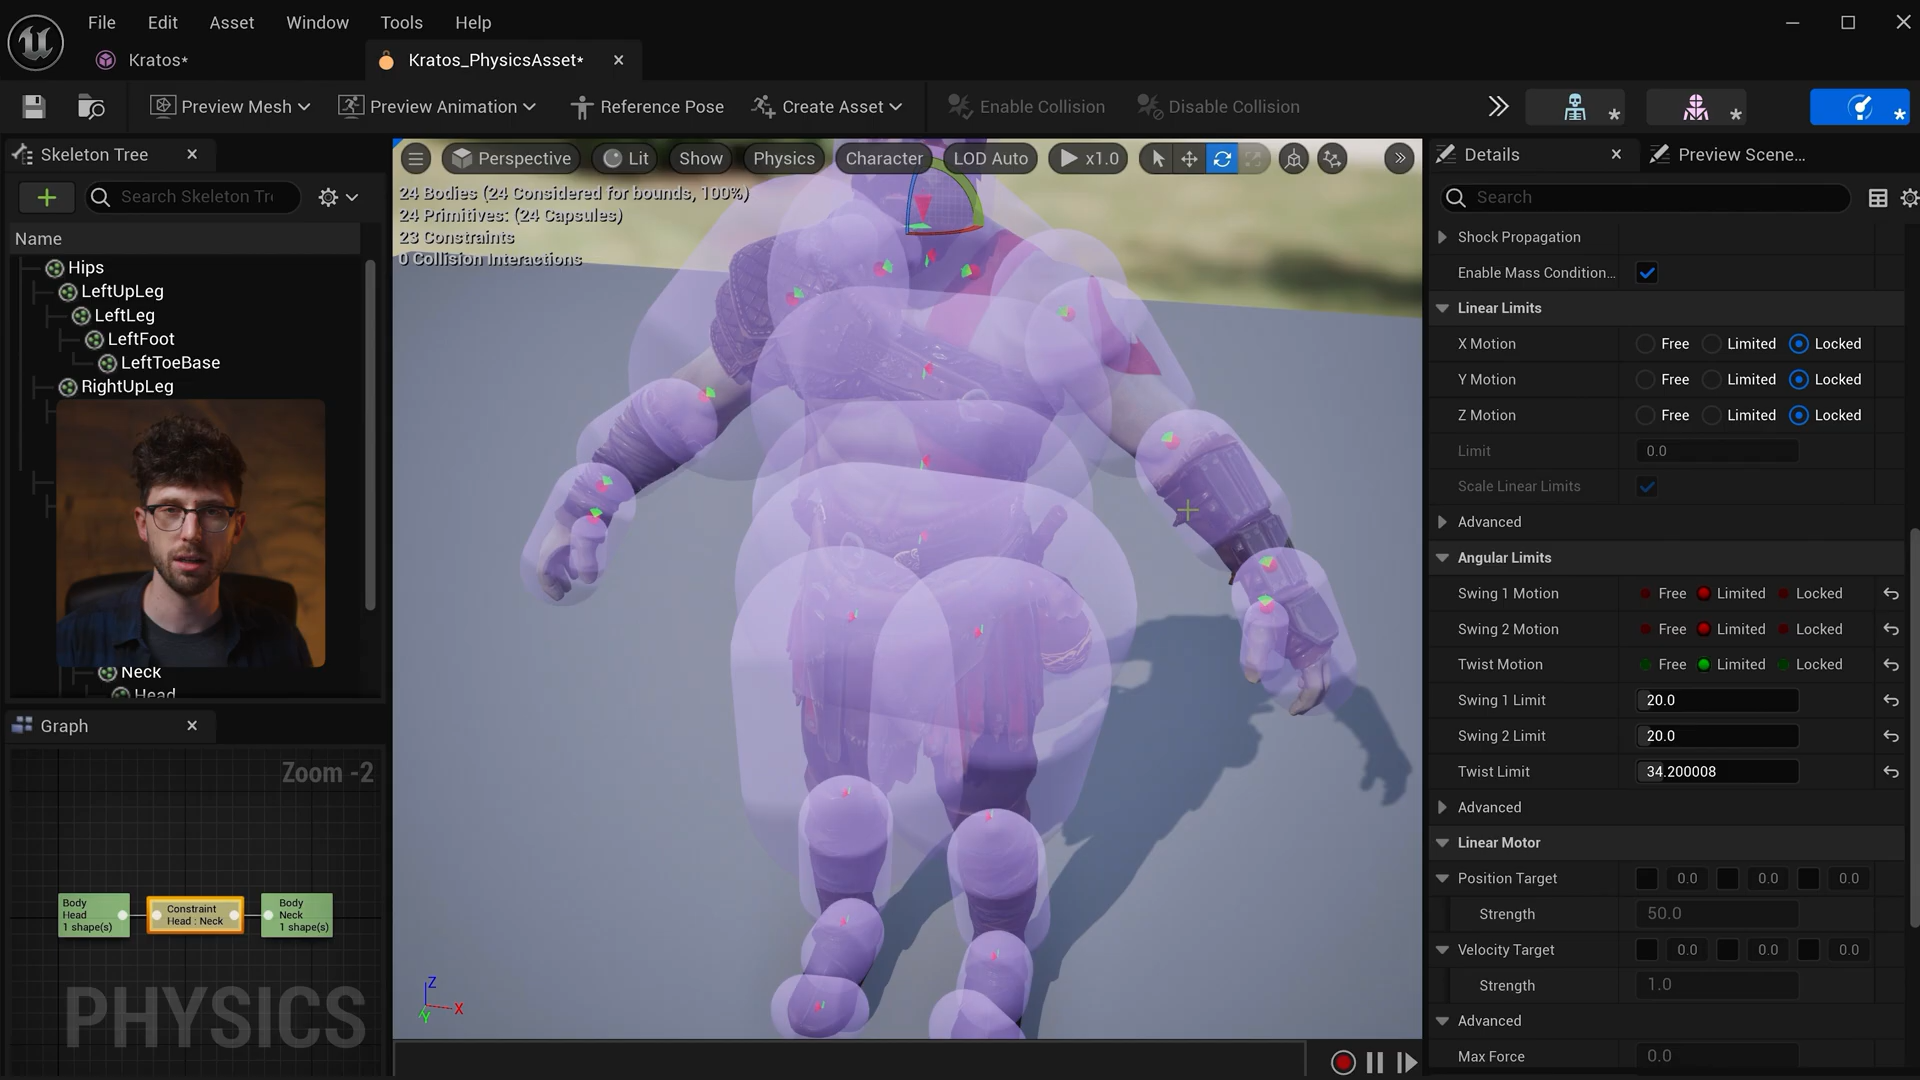 File Edit Asset Window Tools Help
Kratos*
Kratos_PhysicsAsset*
Preview Mesh
Preview Animation
Reference Pose
Create Asset
Enable Collision
Disable Collision
Skeleton Tree
Search Skeleton Tr
Name
Hips
LeftUpLeg
LeftLeg
LeftFoot
LeftToeBase
RightUpLeg
Neck
Head
Graph
Zoom -2
Body
Head
1 shape(s)
Constraint
Head : Neck
Body
Neck
1 shape(s)
PHYSICS
Perspective Lit Show Physics Character LOD Auto x1.0
24 Bodies (24 Considered for bounds, 100%)
24 Primitives: (24 Capsules)
23 Constraints
0 Collision Interactions
Z
X
Y
Details
Preview Scene...
Search
Shock Propagation
Enable Mass Condition...
Linear Limits
X Motion Free Limited Locked
Y Motion Free Limited Locked
Z Motion Free Limited Locked
Limit 0.0
Scale Linear Limits
Advanced
Angular Limits
Swing 1 Motion Free Limited Locked
Swing 2 Motion Free Limited Locked
Twist Motion Free Limited Locked
Swing 1 Limit 20.0
Swing 2 Limit 20.0
Twist Limit 34.200008
Advanced
Linear Motor
Position Target 0.0 0.0 0.0
Strength 50.0
Velocity Target 0.0 0.0 0.0
Strength 1.0
Advanced
Max Force 0.0